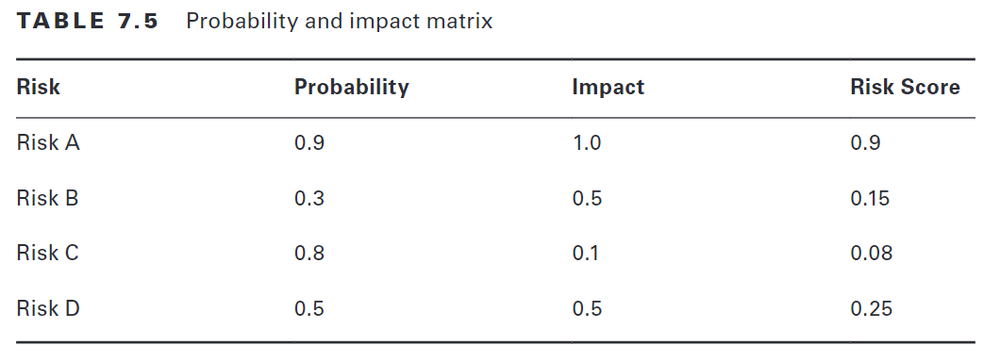 TABLE 7.5 Probability and impact matrix
Risk Probability Impact Risk Score
Risk A 0.9 1.0 0.9
Risk B 0.3 0.5 0.15
Risk C 0.8 0.1 0.08
Risk D 0.5 0.5 0.25